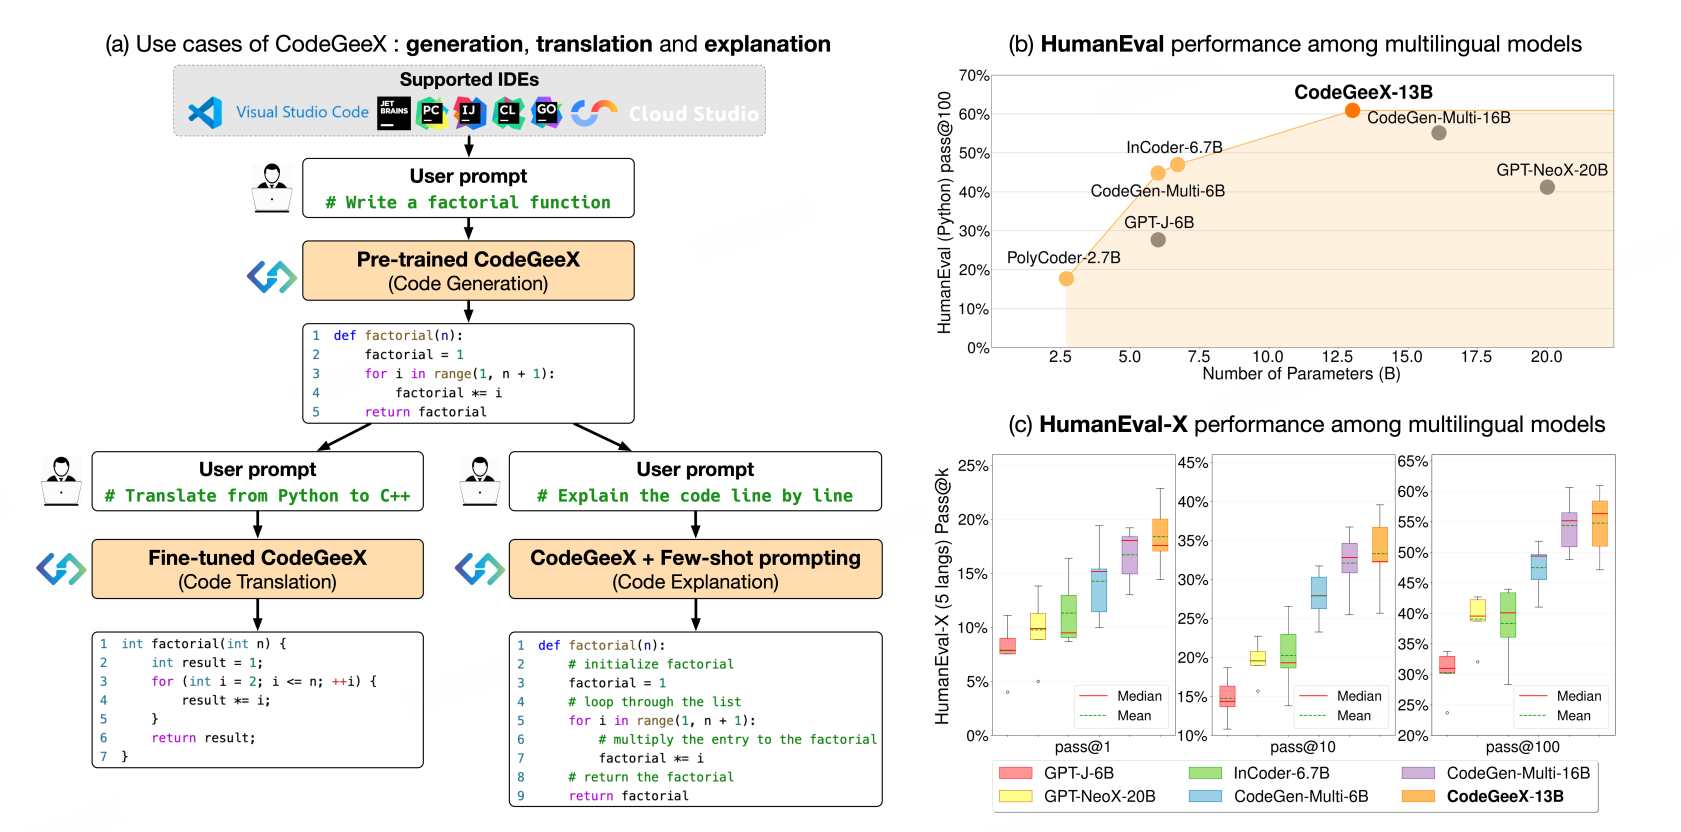 (a) Use cases of CodeGeeX : generation, translation and explanation
Supported IDEs
Visual Studio Code
JET
BRAINS
PC
IJ
CL
GO
Cloud Studio
User prompt
# Write a factorial function
Pre-trained CodeGeeX
(Code Generation)
1 def factorial(n):
2 factorial = 1
3 for i in range(1, n + 1):
4 factorial *= i
5 return factorial
User prompt
# Translate from Python to C++
Fine-tuned CodeGeeX
(Code Translation)
1 int factorial(int n) {
2 int result = 1;
3 for (int i = 2; i <= n; ++i) {
4 result *= i;
5 }
6 return result;
7 }
User prompt
# Explain the code line by line
CodeGeeX + Few-shot prompting
(Code Explanation)
1 def factorial(n):
2 # initialize factorial
3 factorial = 1
4 # loop through the list
5 for i in range(1, n + 1):
6 # multiply the entry to the factorial
7 factorial *= i
8 # return the factorial
9 return factorial
(b) HumanEval performance among multilingual models
HumanEval (Python) pass@100
70%
60%
50%
40%
30%
20%
10%
0%
CodeGeeX-13B
CodeGen-Multi-16B
InCoder-6.7B
GPT-NeoX-20B
CodeGen-Multi-6B
GPT-J-6B
PolyCoder-2.7B
2.5 5.0 7.5 10.0 12.5 15.0 17.5 20.0
Number of Parameters (B)
(c) HumanEval-X performance among multilingual models
HumanEval-X (5 langs) Pass@k
25%
20%
15%
10%
5%
0%
Median
Mean
pass@1
45%
40%
35%
30%
25%
20%
15%
10%
Median
Mean
pass@10
65%
60%
55%
50%
45%
40%
35%
30%
25%
20%
Median
Mean
pass@100
GPT-J-6B InCoder-6.7B CodeGen-Multi-16B
GPT-NeoX-20B CodeGen-Multi-6B CodeGeeX-13B